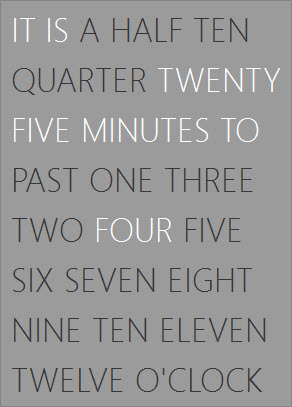 IT IS A HALF TEN
QUARTER TWENTY
FIVE MINUTES TO
PAST ONE THREE
TWO FOUR FIVE
SIX SEVEN EIGHT
NINE TEN ELEVEN
TWELVE O'CLOCK